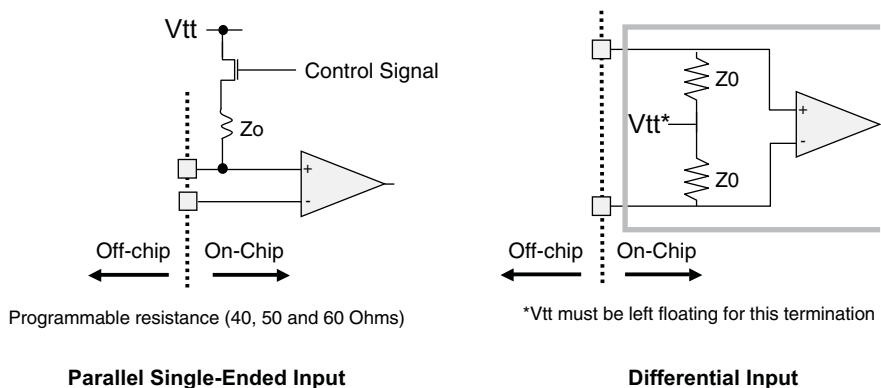 Vtt
Control Signal
Zo
+
-
Off-chip
On-Chip
Programmable resistance (40, 50 and 60 Ohms)
Parallel Single-Ended Input
Z0
Vtt*
Z0
+
-
Off-chip
On-Chip
*Vtt must be left floating for this termination
Differential Input